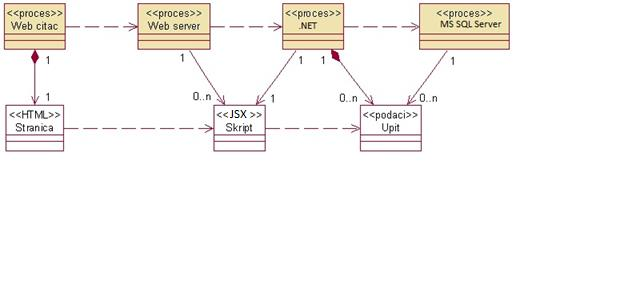 <<proces>>
Web citac
<<proces>>
Web server
<<proces>>
.NET
<<proces>>
MS SQL Server
1
1
1
1
1
1
0..n
1
0..n
0..n
<<HTML>>
Stranica
<<JSX >>
Skript
<<podaci>>
Upit